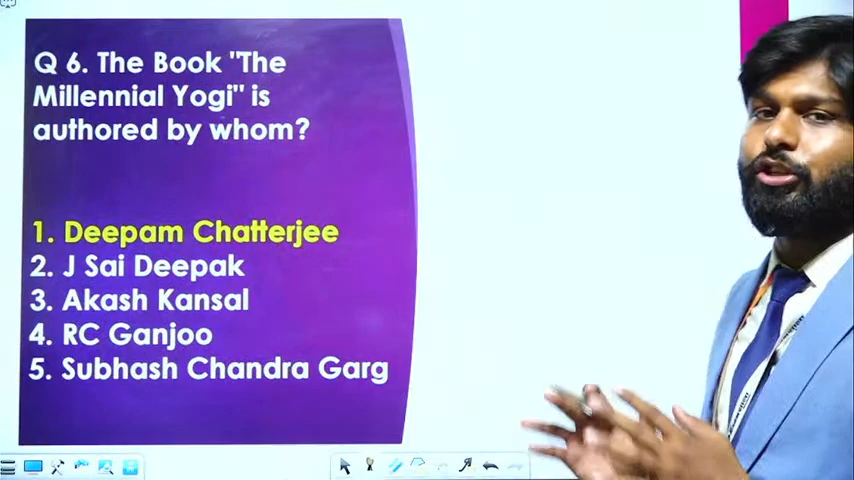 Q 6. The Book "The
Millennial Yogi" is
authored by whom?
1. Deepam Chatterjee
2. J Sai Deepak
3. Akash Kansal
4. RC Ganjoo
5. Subhash Chandra Garg